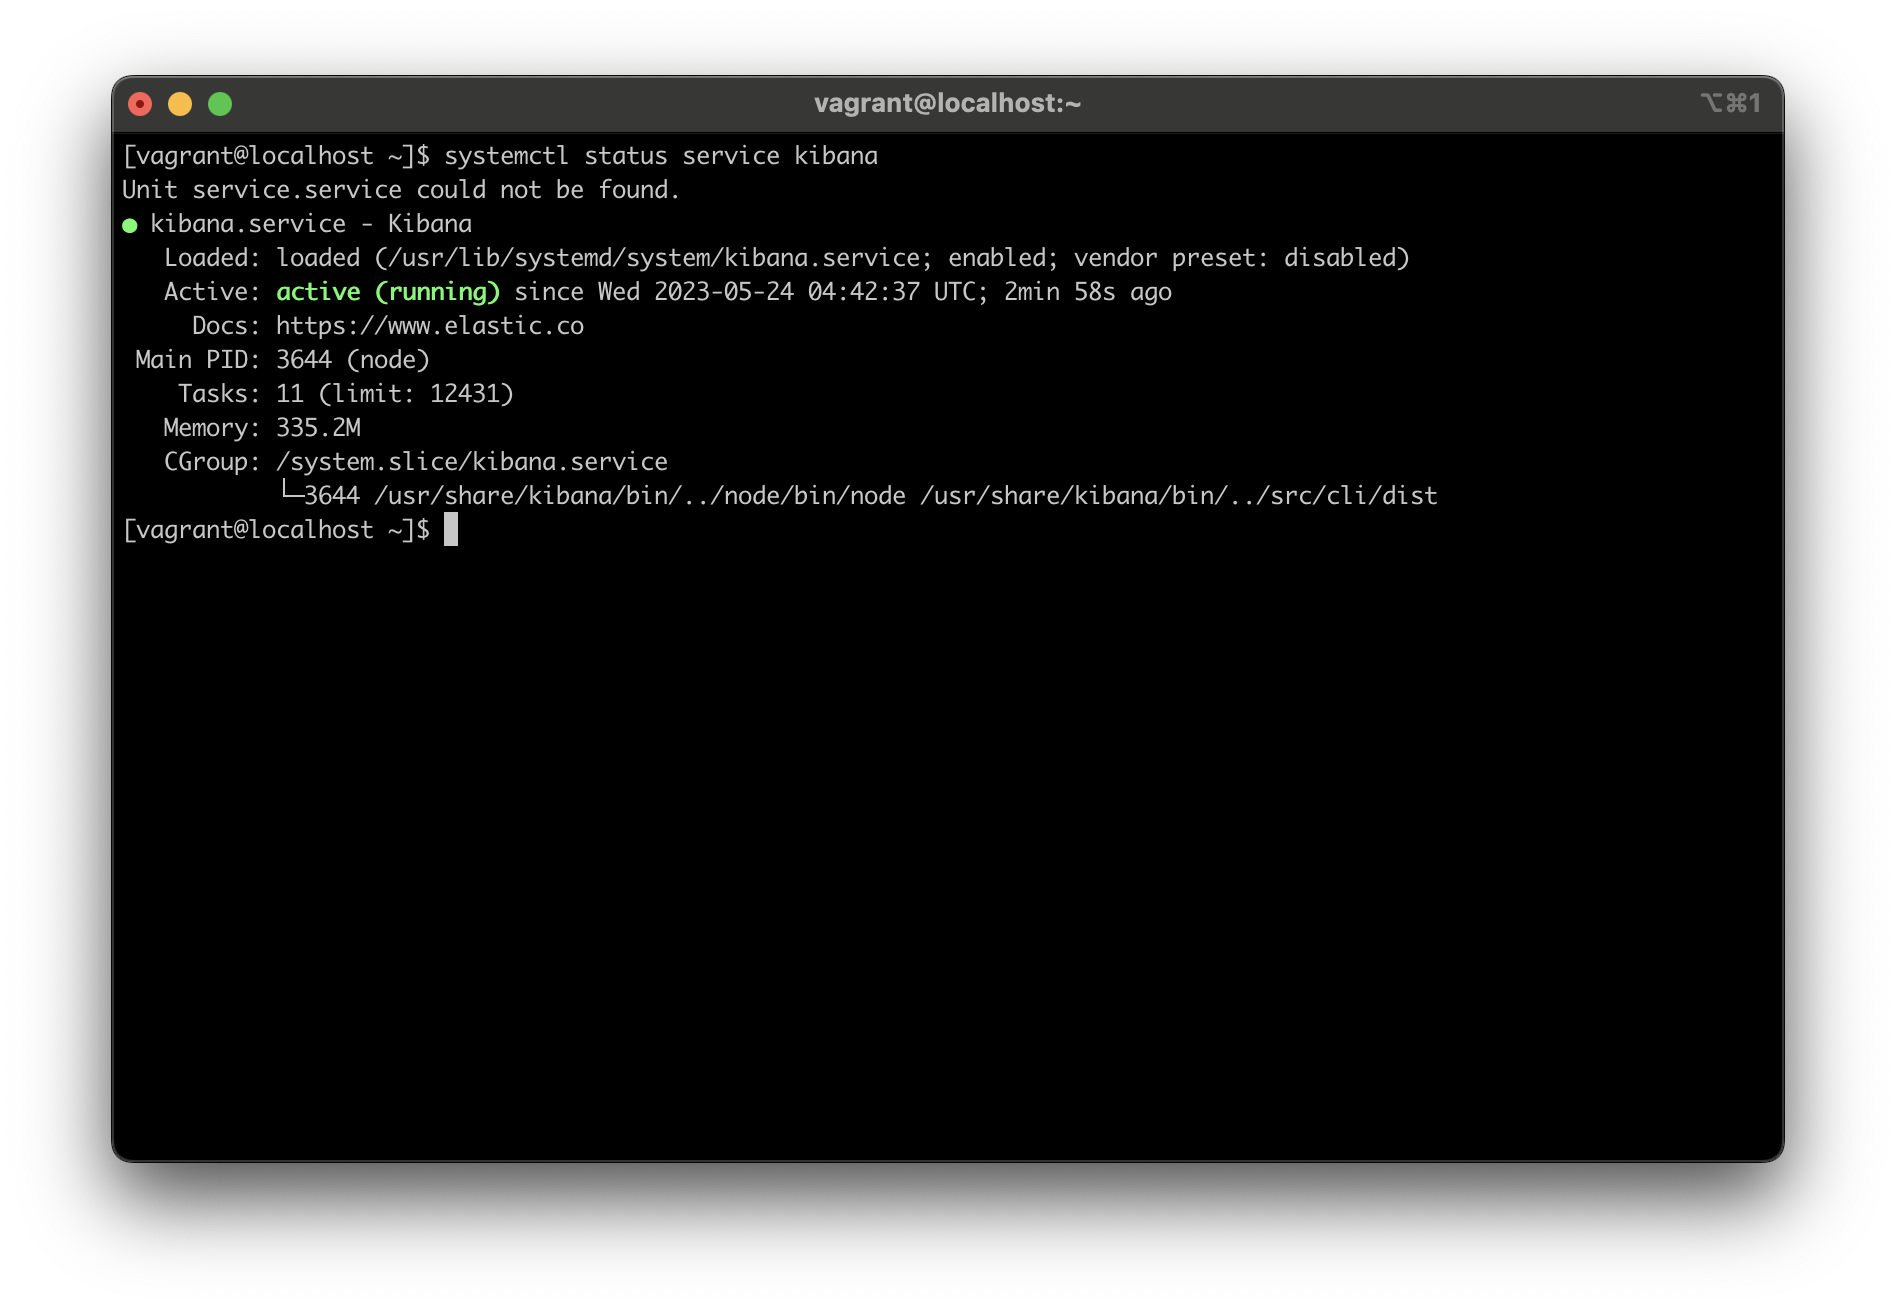 vagrant@localhost:~ ⌥⌘1
[vagrant@localhost ~]$ systemctl status service kibana
Unit service.service could not be found.
● kibana.service - Kibana
   Loaded: loaded (/usr/lib/systemd/system/kibana.service; enabled; vendor preset: disabled)
   Active: active (running) since Wed 2023-05-24 04:42:37 UTC; 2min 58s ago
     Docs: https://www.elastic.co
 Main PID: 3644 (node)
    Tasks: 11 (limit: 12431)
   Memory: 335.2M
   CGroup: /system.slice/kibana.service
           └─3644 /usr/share/kibana/bin/../node/bin/node /usr/share/kibana/bin/../src/cli/dist
[vagrant@localhost ~]$